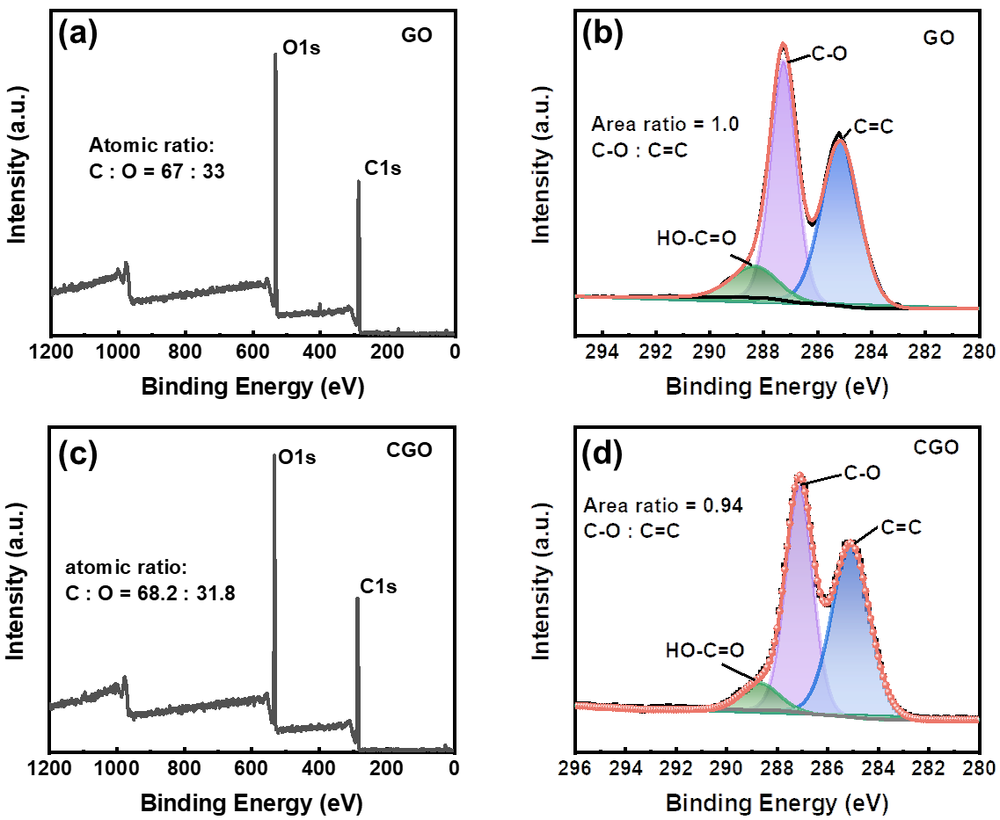 (a)
GO
O1s
C1s
Atomic ratio:
C : O = 67 : 33
Intensity (a.u.)
1200 1000 800 600 400 200 0
Binding Energy (eV)
(b)
GO
C-O
Area ratio = 1.0
C-O : C=C
C=C
HO-C=O
Intensity (a.u.)
294 292 290 288 286 284 282 280
Binding Energy (eV)
(c)
CGO
O1s
C1s
atomic ratio:
C : O = 68.2 : 31.8
Intensity (a.u.)
1200 1000 800 600 400 200 0
Binding Energy (eV)
(d)
CGO
C-O
Area ratio = 0.94
C-O : C=C
C=C
HO-C=O
Intensity (a.u.)
296 294 292 290 288 286 284 282 280
Binding Energy (eV)